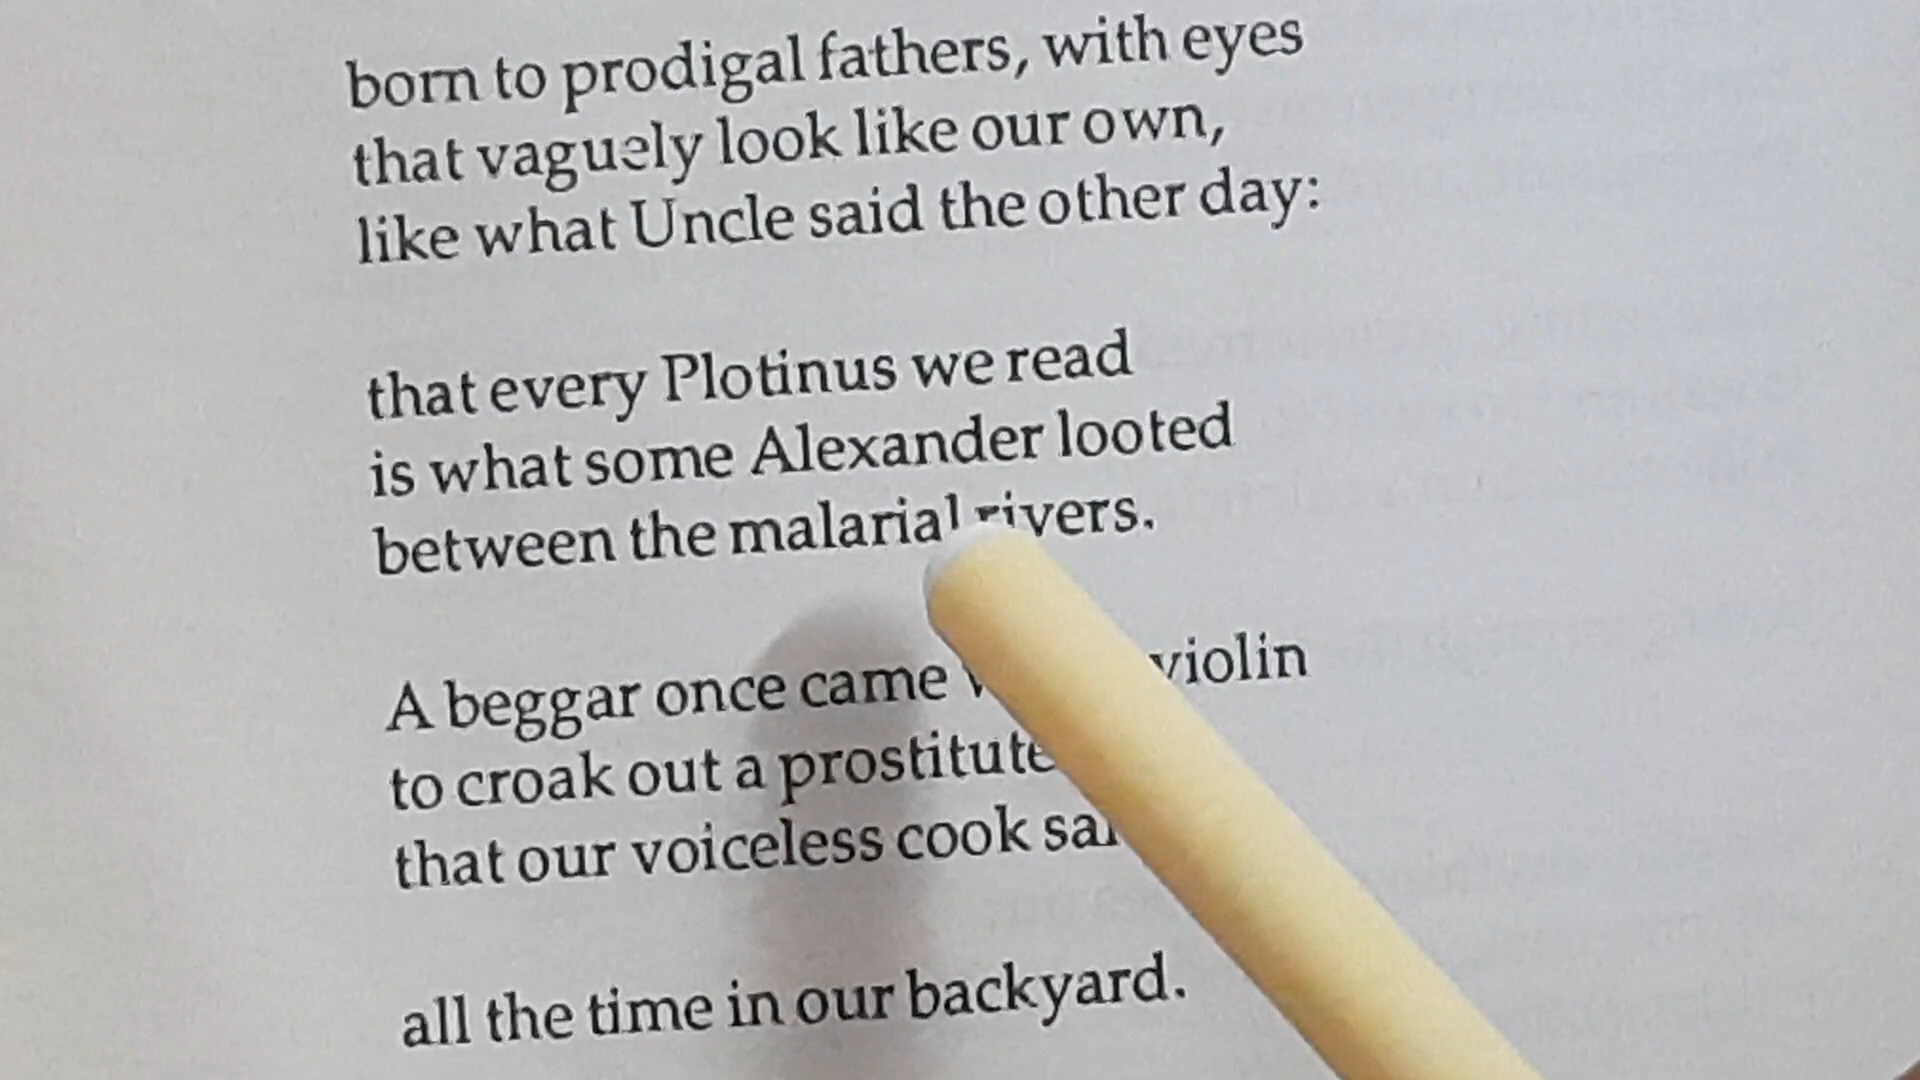 born to prodigal fathers, with eyes
that vaguely look like our own,
like what Uncle said the other day:
that every Plotinus we read
is what some Alexander looted
between the malarial rivers.
A beggar once came violin
to croak out a prostitute
that our voiceless cook
all the time in our backyard.